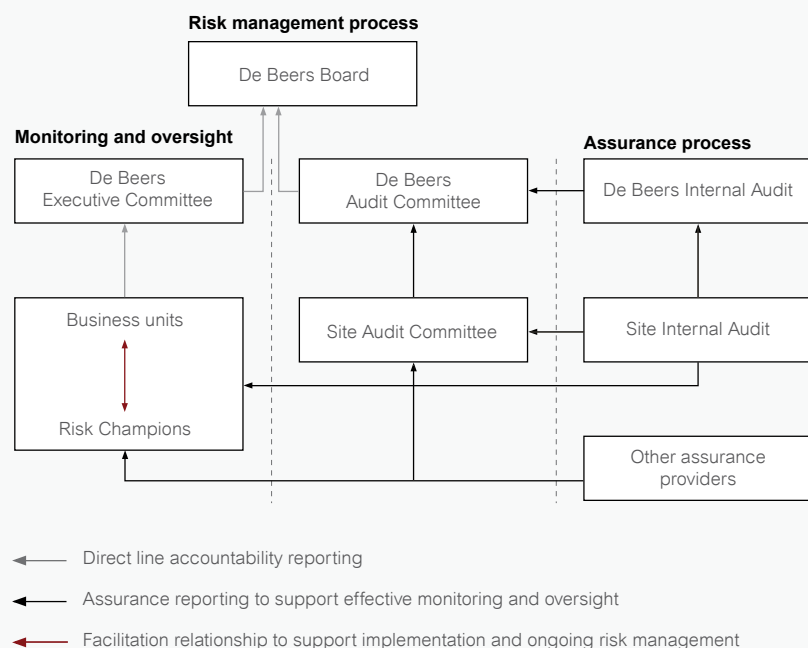 Risk management process
De Beers Board
Monitoring and oversight
Assurance process
De Beers
Executive Committee
De Beers
Audit Committee
De Beers Internal Audit
Business units
Risk Champions
Site Audit Committee
Site Internal Audit
Other assurance
providers
Direct line accountability reporting
Assurance reporting to support effective monitoring and oversight
Facilitation relationship to support implementation and ongoing risk management